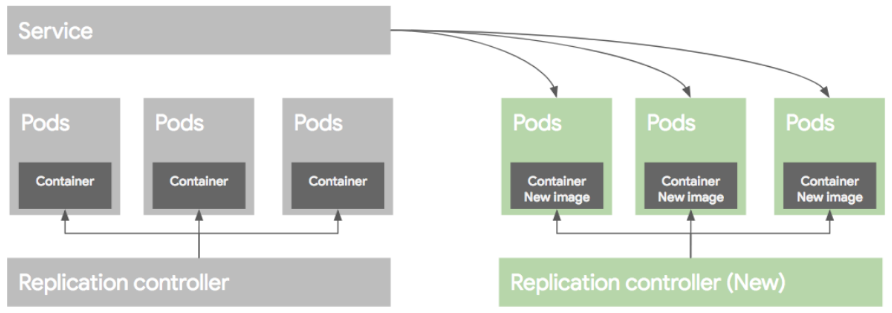 Service
Pods
Pods
Pods
Pods
Pods
Pods
Container
Container
Container
Container
New image
Container
New image
Container
New image
Replication controller
Replication controller (New)